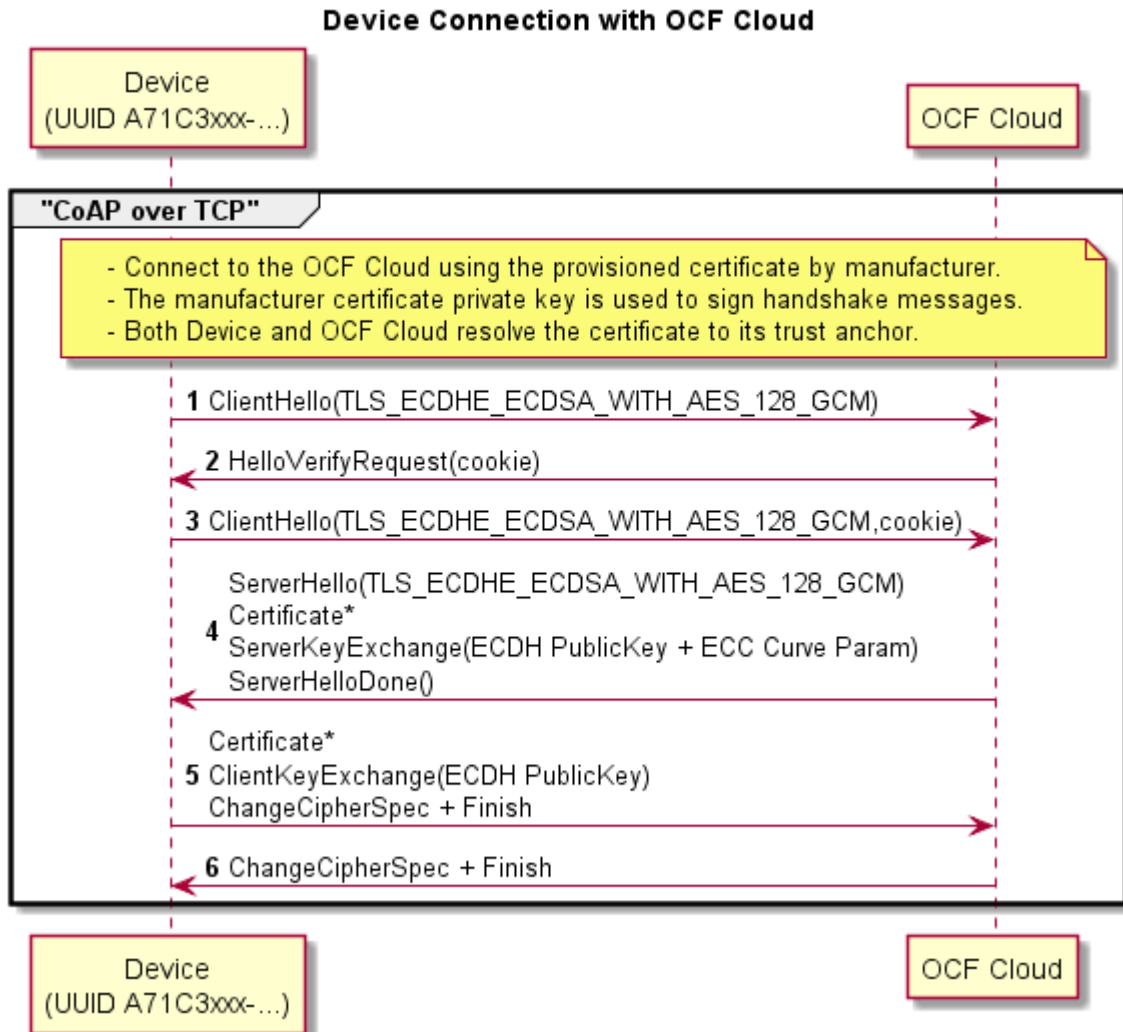 Device Connection with OCF Cloud
Device
(UUID A71C3xxx-...)
OCF Cloud
"CoAP over TCP"
- Connect to the OCF Cloud using the provisioned certificate by manufacturer.
- The manufacturer certificate private key is used to sign handshake messages.
- Both Device and OCF Cloud resolve the certificate to its trust anchor.
1 ClientHello(TLS_ECDHE_ECDSA_WITH_AES_128_GCM)
2 HelloVerifyRequest(cookie)
3 ClientHello(TLS_ECDHE_ECDSA_WITH_AES_128_GCM,cookie)
ServerHello(TLS_ECDHE_ECDSA_WITH_AES_128_GCM)
Certificate*
4 ServerKeyExchange(ECDH PublicKey + ECC Curve Param)
ServerHelloDone()
Certificate*
5 ClientKeyExchange(ECDH PublicKey)
ChangeCipherSpec + Finish
6 ChangeCipherSpec + Finish
Device
(UUID A71C3xxx-...)
OCF Cloud